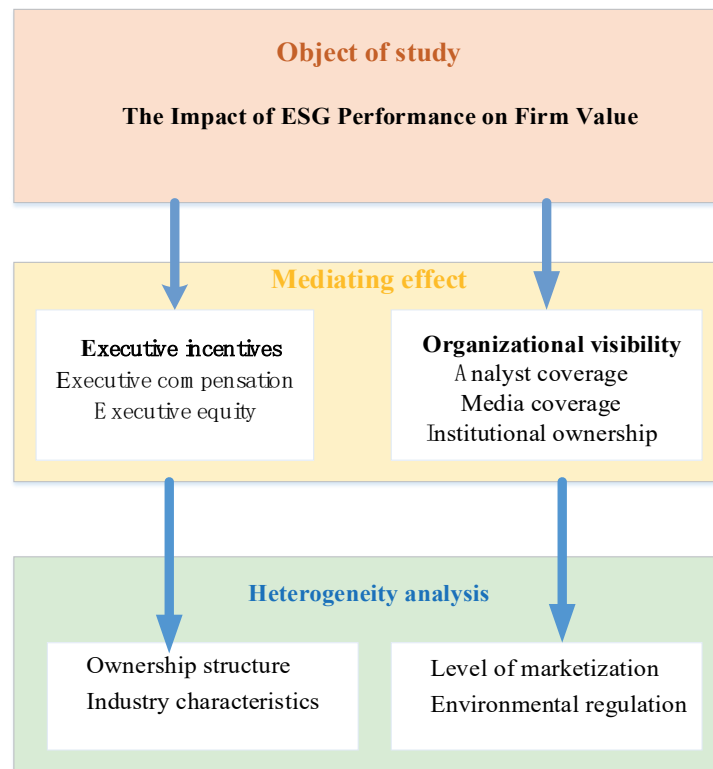 Object of study
The Impact of ESG Performance on Firm Value
Mediating effect
Executive incentives
Executive compensation
Executive equity
Organizational visibility
Analyst coverage
Media coverage
Institutional ownership
Heterogeneity analysis
Ownership structure
Industry characteristics
Level of marketization
Environmental regulation